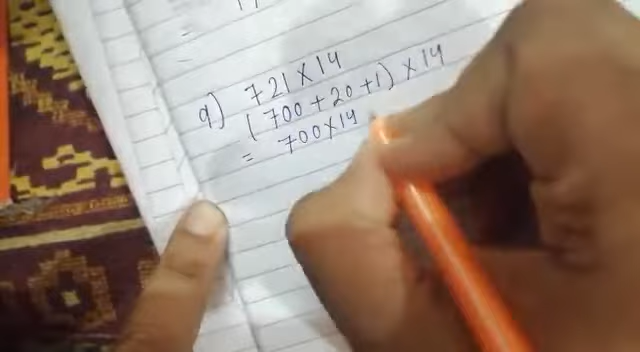 a) 721 × 14
(700 + 20 + 1) × 14
= 700 × 14